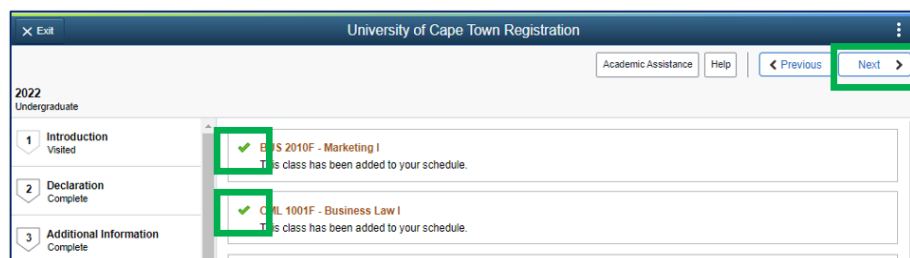 Exit
University of Cape Town Registration
Academic Assistance
Help
Previous
Next
2022
Undergraduate
1 Introduction
Visited
2 Declaration
Complete
3 Additional Information
Complete
2010F - Marketing I
class has been added to your schedule.
1001F - Business Law I
class has been added to your schedule.